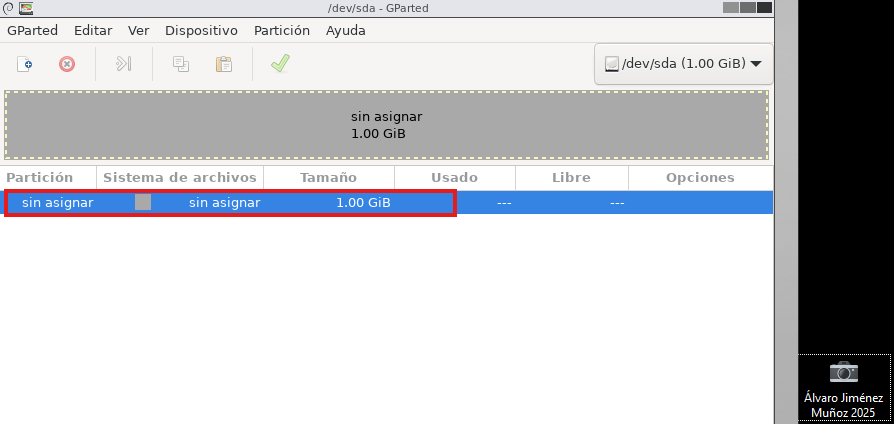 /dev/sda - GParted
GParted Editar Ver Dispositivo Partición Ayuda
/dev/sda (1.00 GiB)
sin asignar
1.00 GiB
Partición Sistema de archivos Tamaño Usado Libre Opciones
sin asignar sin asignar 1.00 GiB --- ---
Álvaro Jiménez
Muñoz 2025